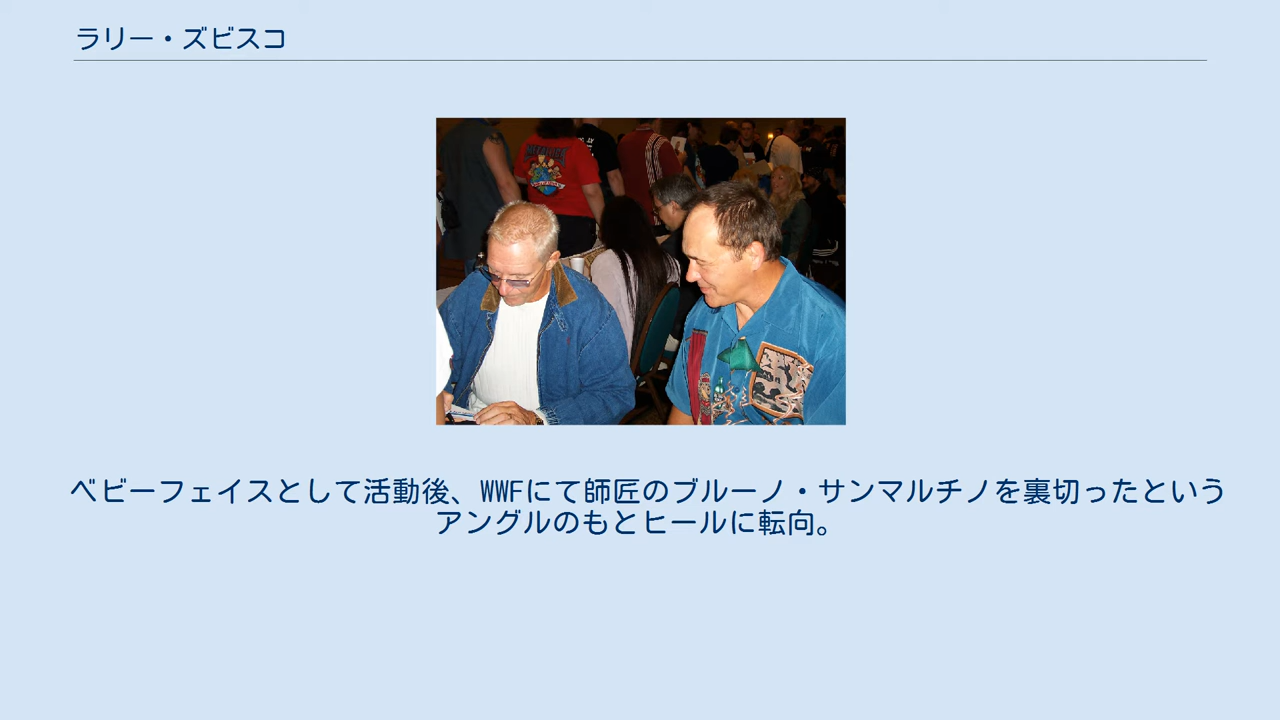 ラリー・ズビスコ
ベビーフェイスとして活動後、WWFにて師匠のブルーノ・サンマルチノを裏切ったという
アングルのもとヒールに転向。